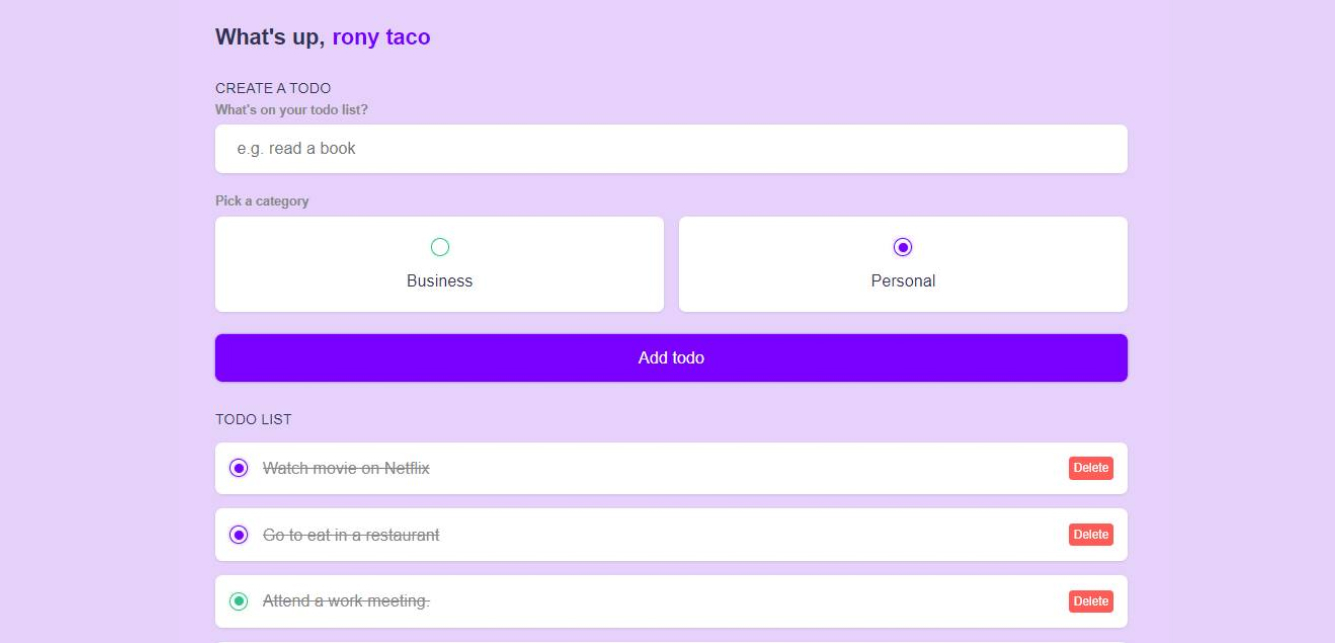 What's up, rony taco
CREATE A TODO
What's on your todo list?
e.g. read a book
Pick a category
Business
Personal
Add todo
TODO LIST
Watch movie on Netflix
Delete
Go to eat in a restaurant
Delete
Attend a work meeting.
Delete